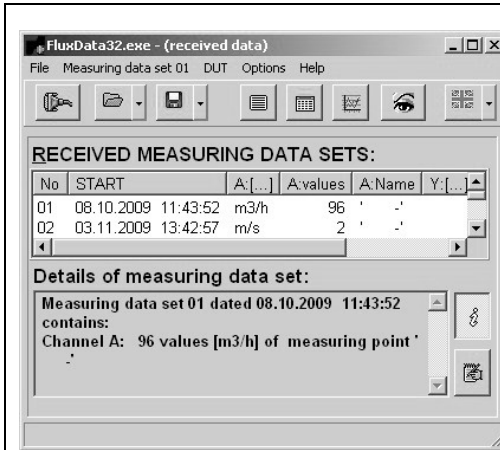 FluxData32.exe - (received data)
File Measuring data set 01 DUT Options Help
RECEIVED MEASURING DATA SETS:
No START A:[...] A:values A:Name Y:[...]
01 08.10.2009 11:43:52 m3/h 96 ' -'
02 03.11.2009 13:42:57 m/s 2 ' -'
Details of measuring data set:
Measuring data set 01 dated 08.10.2009 11:43:52
contains:
Channel A: 96 values [m3/h] of measuring point '
-'